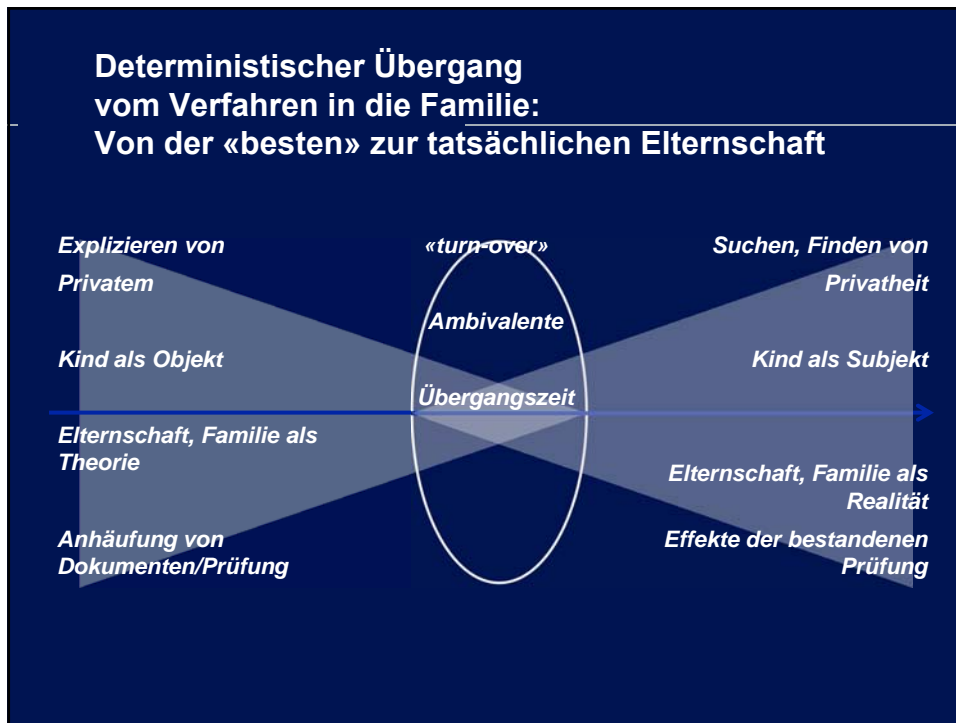 Deterministischer Übergang
vom Verfahren in die Familie:
Von der «besten» zur tatsächlichen Elternschaft
Explizieren von
Privatem
Kind als Objekt
Elternschaft, Familie als
Theorie
Anhäufung von
Dokumenten/Prüfung
«turn-over»
Ambivalente
Übergangszeit
Suchen, Finden von
Privatheit
Kind als Subjekt
Elternschaft, Familie als
Realität
Effekte der bestandenen
Prüfung